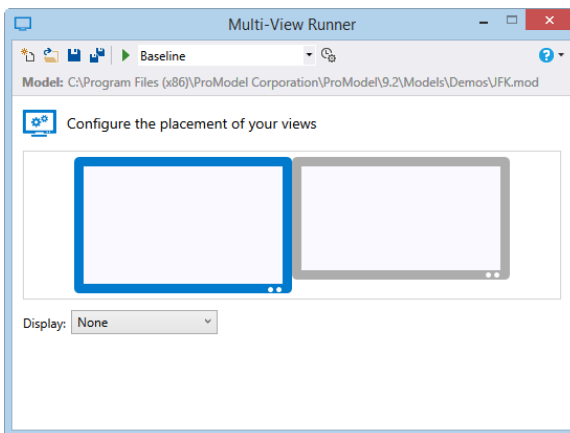 Multi-View Runner
Baseline
Model: C:\Program Files (x86)\ProModel Corporation\ProModel\9.2\Models\Demos\JFK.mod
Configure the placement of your views
Display: None